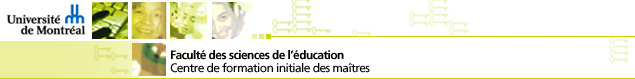 Université
de Montréal
Faculté des sciences de l'éducation
Centre de formation initiale des maîtres